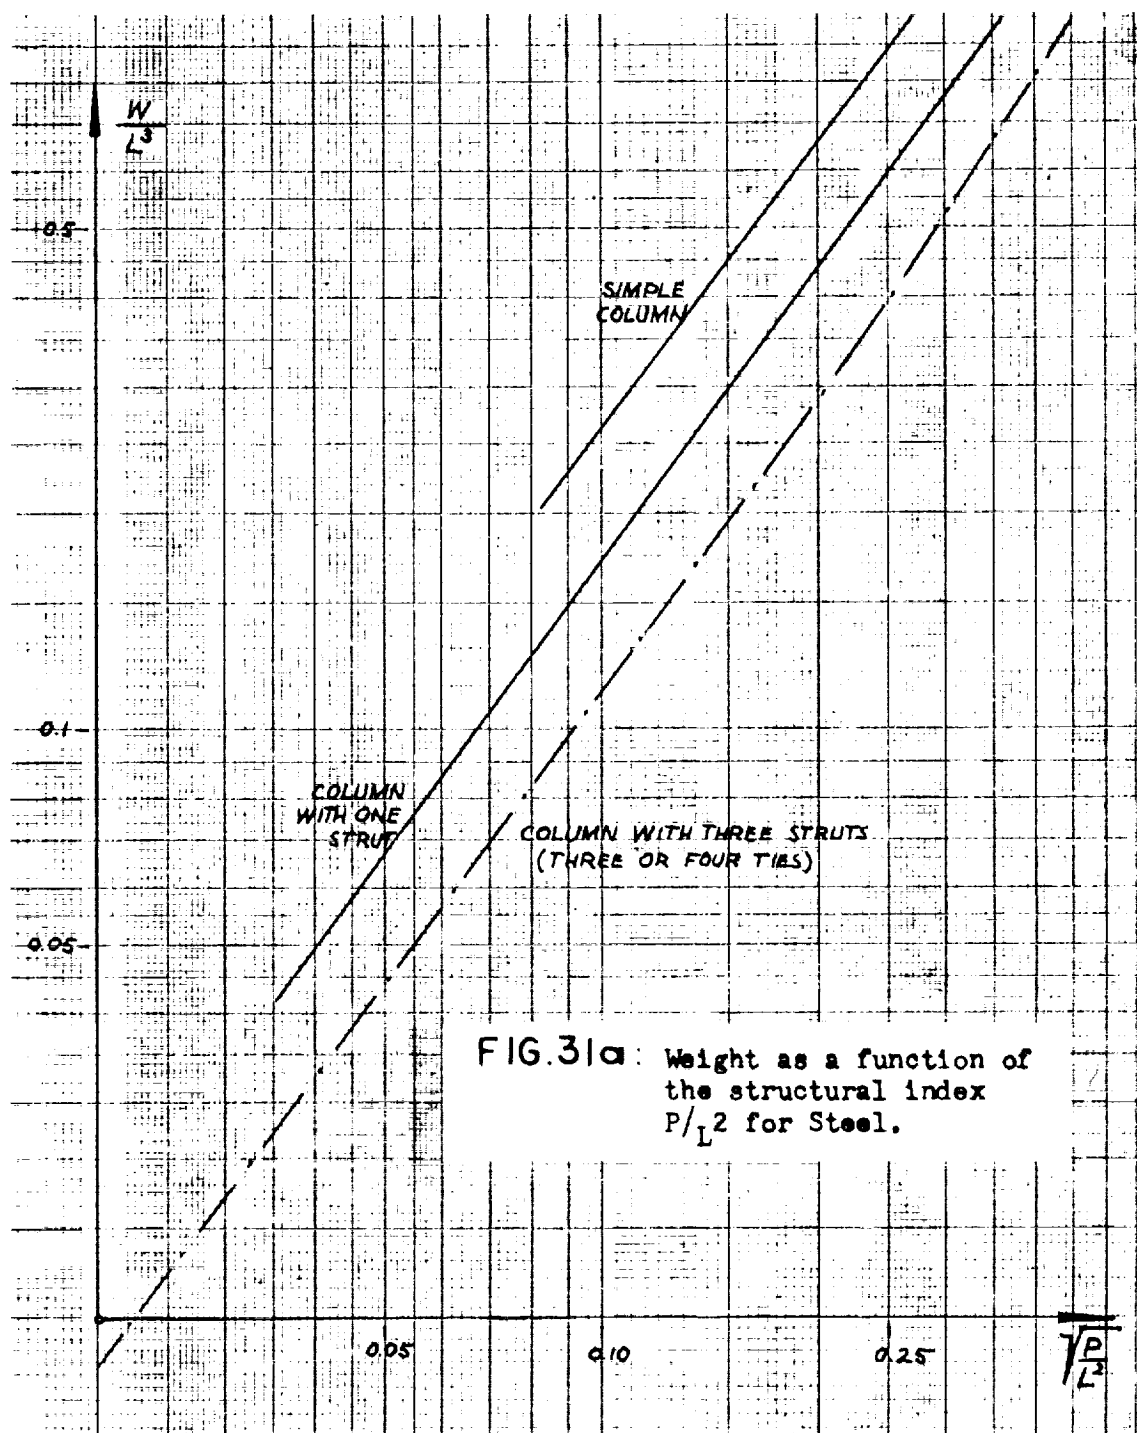 W
L³
0.5
SIMPLE
COLUMN
0.1
COLUMN
WITH ONE
STRUT
COLUMN WITH THREE STRUTS
(THREE OR FOUR TIES)
0.05
FIG.31a: Weight as a function of
the structural index
P/L2 for Steel.
0.05 0.10 0.25
√P
L²